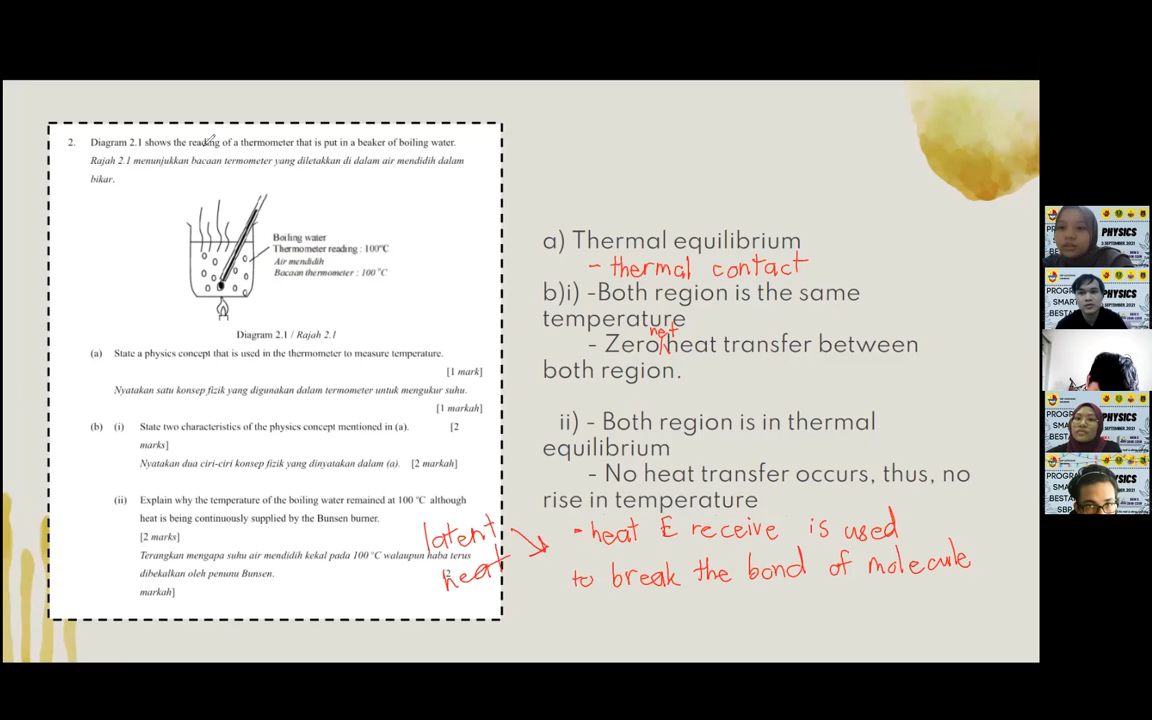 2. Diagram 2.1 shows the reading of a thermometer that is put in a beaker of boiling water.
Rajah 2.1 menunjukkan bacaan termometer yang diletakkan di dalam air mendidih dalam
bikar.
Boiling water
Thermometer reading : 100°C
Air mendidih
Bacaan thermometer : 100 °C
Diagram 2.1 / Rajah 2.1
(a) State a physics concept that is used in the thermometer to measure temperature.
[1 mark]
Nyatakan satu konsep fizik yang digunakan dalam termometer untuk mengukur suhu.
[1 markah]
(b) (i) State two characteristics of the physics concept mentioned in (a). [2
marks]
Nyatakan dua ciri-ciri konsep fizik yang dinyatakan dalam (a). [2 markah]
(ii) Explain why the temperature of the boiling water remained at 100 °C although
heat is being continuously supplied by the Bunsen burner.
[2 marks]
Terangkan mengapa suhu air mendidih kekal pada 100 °C walaupun haba terus
dibekalkan oleh penunu Bunsen. [2
markah]
latent
heat
a) Thermal equilibrium
- thermal contact
b)i) -Both region is the same
temperature
net
- Zero heat transfer between
both region.
ii) - Both region is in thermal
equilibrium
- No heat transfer occurs, thus, no
rise in temperature
- heat E receive is used
to break the bond of molecule
PHYSICS
PHYSICS
PHYSICS
PHYSICS